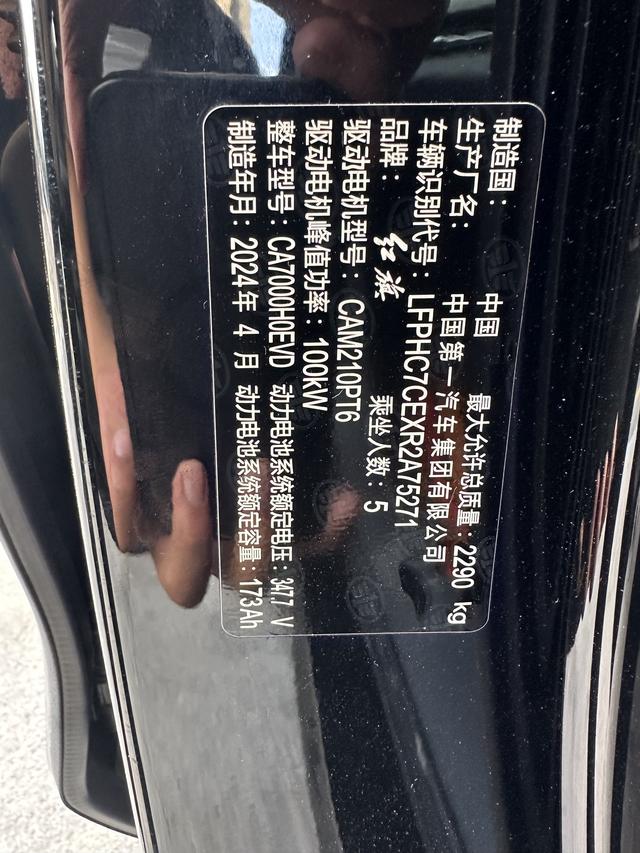 制造国： 中国 最大允许总质量：2290 kg
生产厂名： 中国第一汽车集团有限公司
车辆识别代号：LFPHC7CEXR2A75271
品牌： 红旗 乘坐人数：5
驱动电机型号：CAM210PT6
驱动电机峰值功率：100kW
整车型号：CA7000H0EVD 动力电池系统额定电压：347.7 V
制造年月：2024年 4 月 动力电池系统额定容量：173Ah